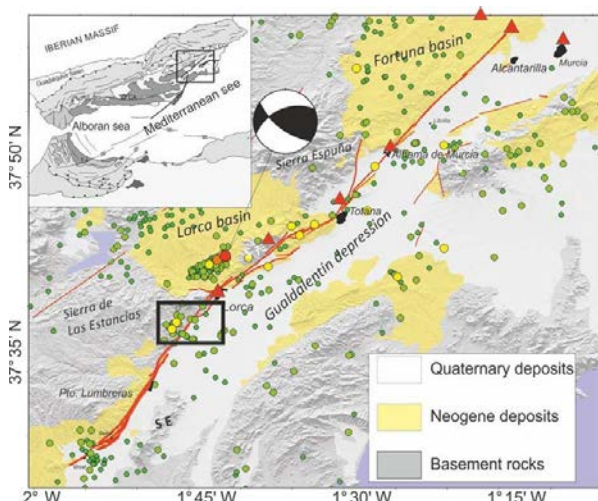 IBERIAN MASSIF
Alboran sea
Mediterranean see
Fortuna basin
Alcantarilla
Murcia
Sierra España
Alhama de Murcia
Totana
Lorca basin
Gualdalentín depression
Lorca
Sierra de
Las Estancias
Pto. Lumbreras
S E
37°50' N
37°35' N
Quaternary deposits
Neogene deposits
Basement rocks
2° W
1°45' W
1°30' W
1°15' W